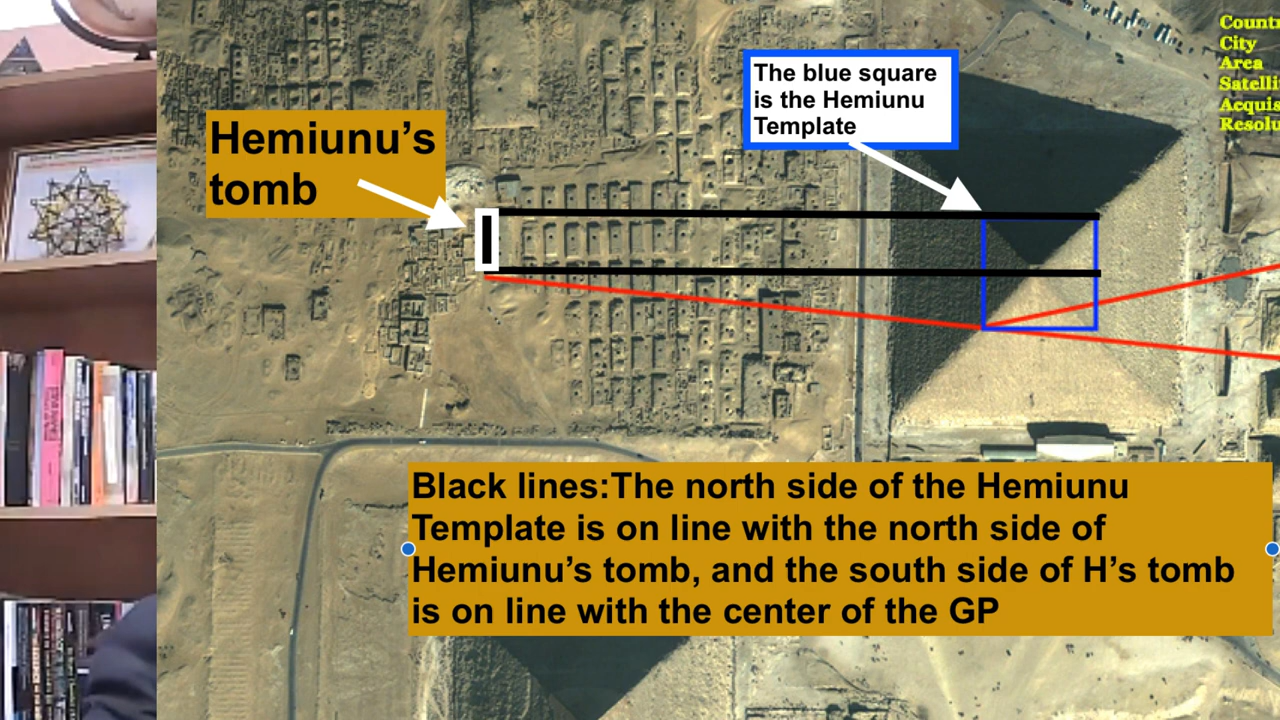 Hemiunu’s
tomb
The blue square
is the Hemiunu
Template
City
Area
Black lines:The north side of the Hemiunu
Template is on line with the north side of
Hemiunu’s tomb, and the south side of H’s tomb
is on line with the center of the GP